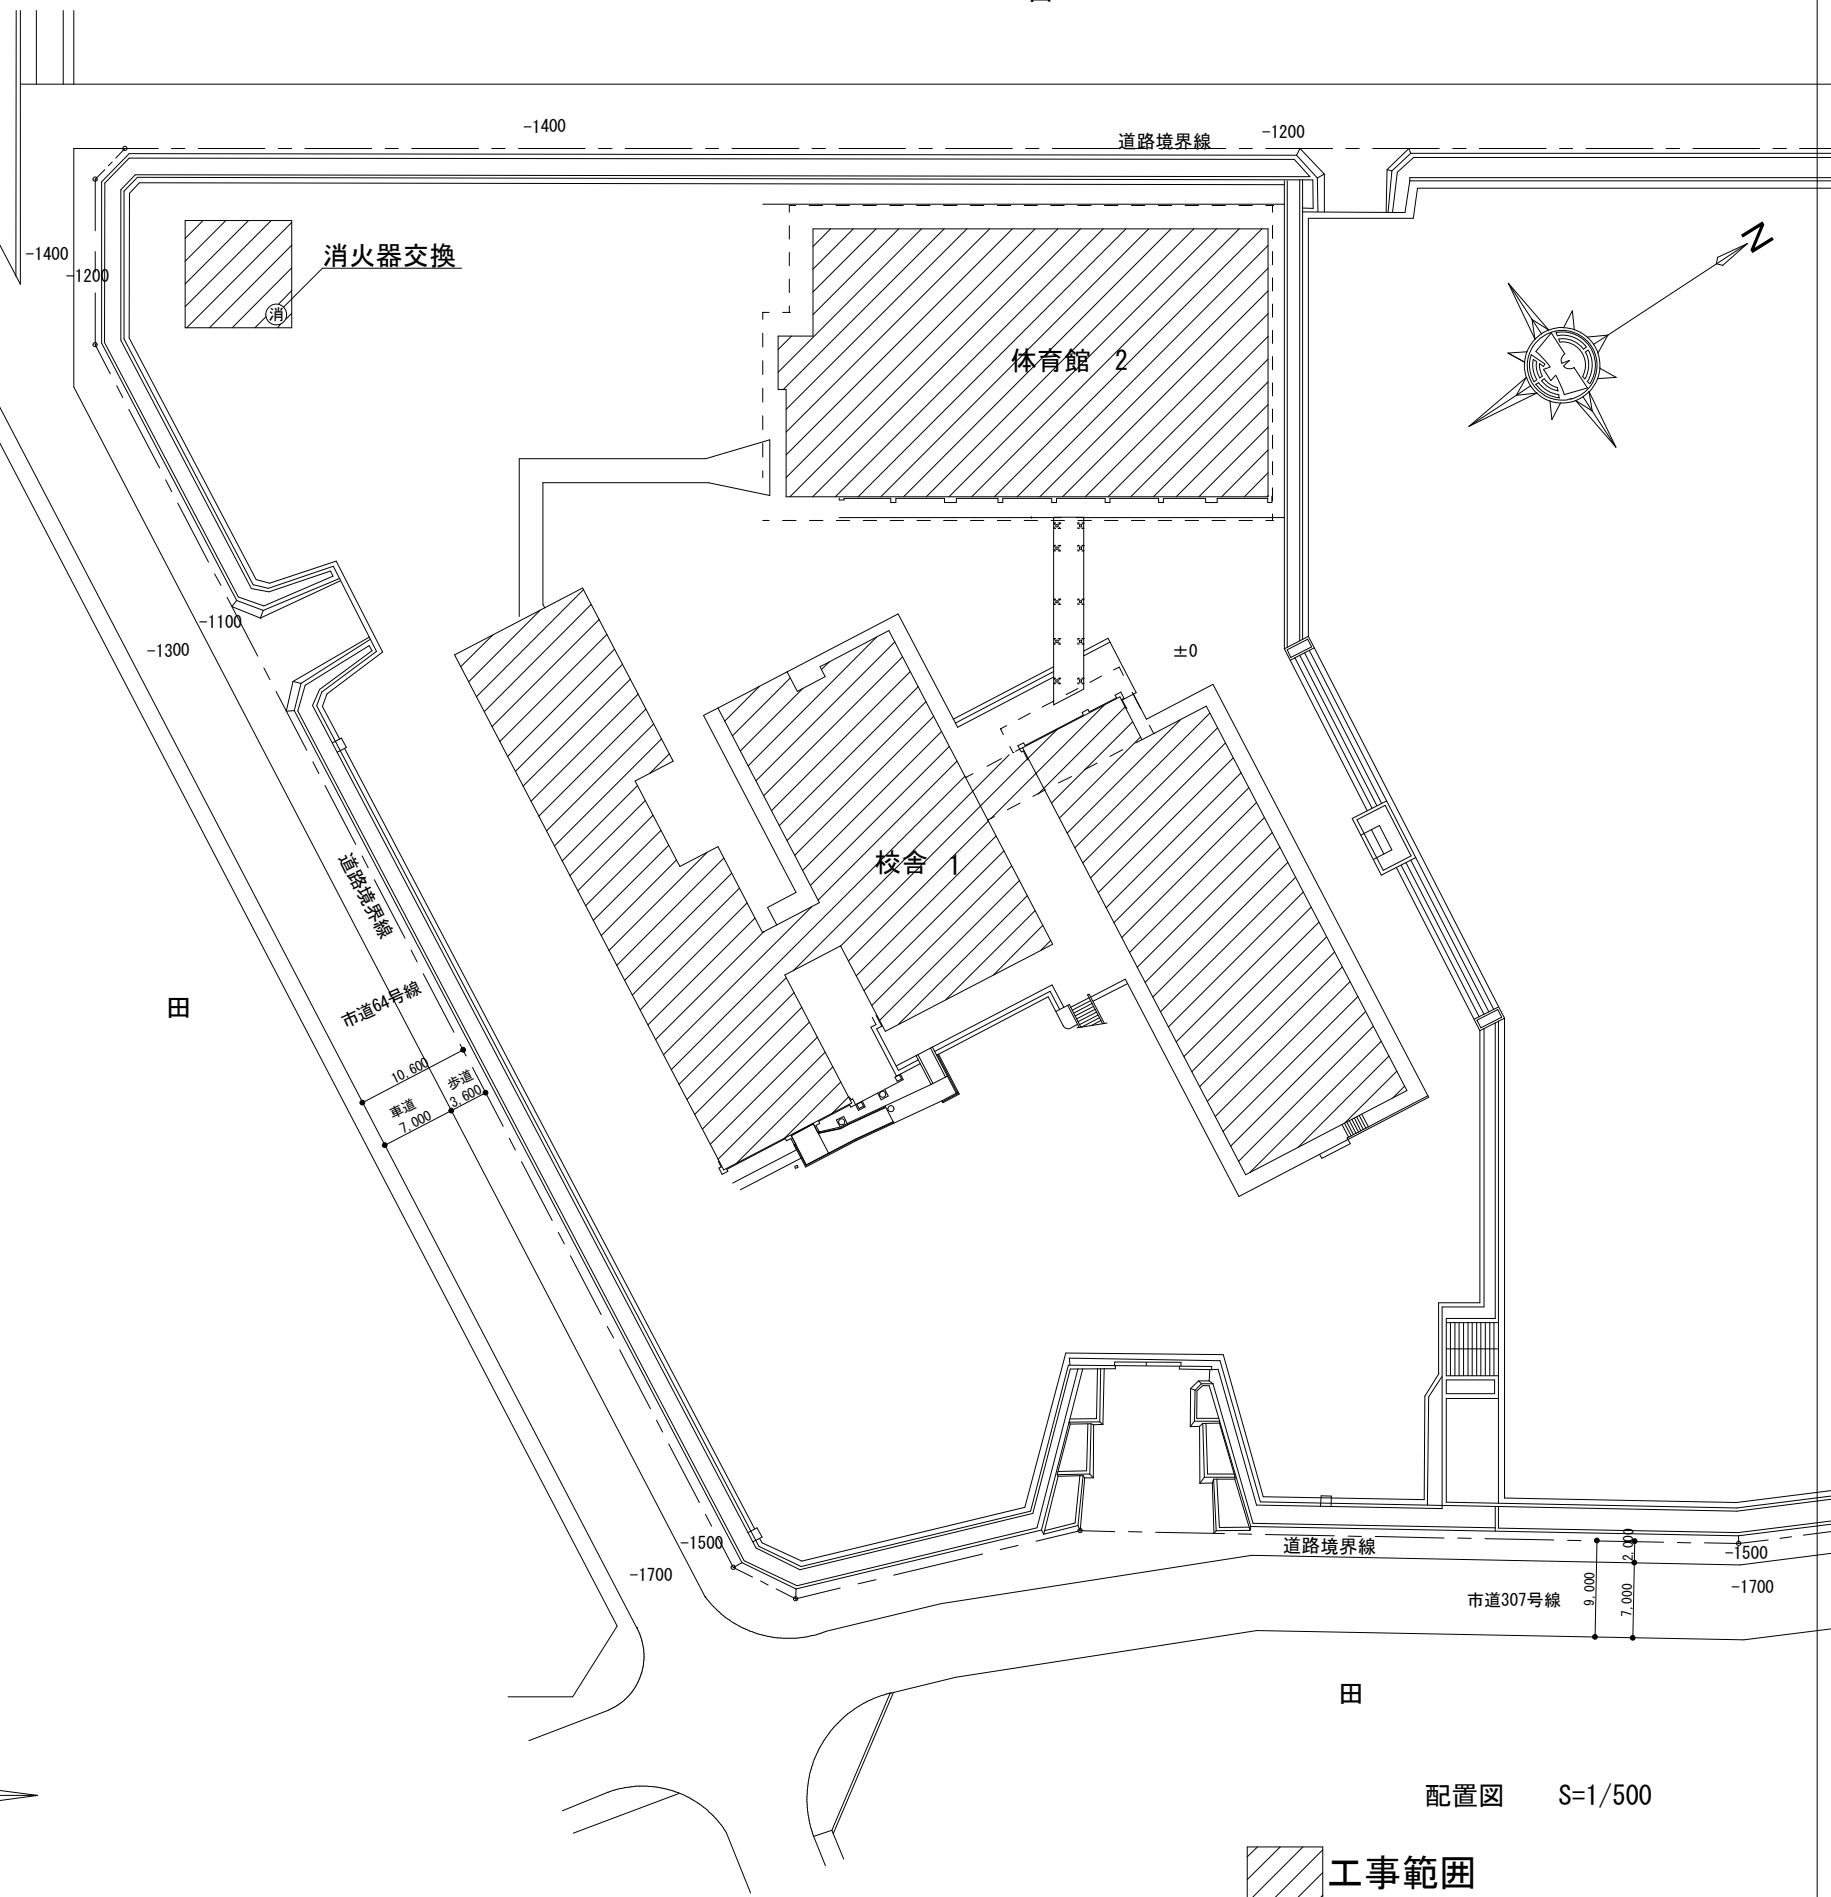 -1400
道路境界線
-1200
N
-1400
-1200
消火器交換
消
体育館 2
-1100
-1300
±0
校舎 1
道路境界線
市道64号線
田
10,600
歩道
3,600
車道
7,000
-1500
-1700
道路境界線
2,000
-1500
-1700
9,000
7,000
市道307号線
田
配置図 S=1/500
工事範囲